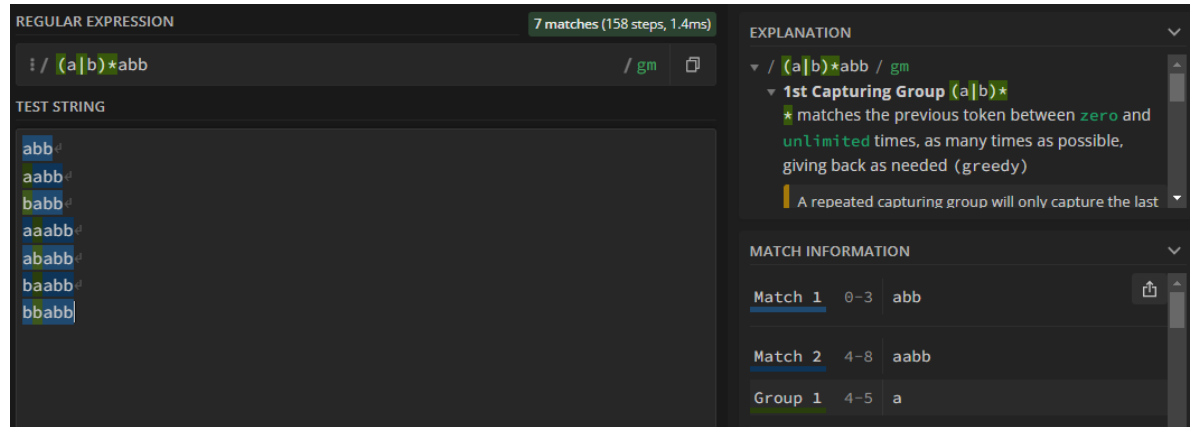 REGULAR EXPRESSION
7 matches (158 steps, 1.4ms)
/ (a|b)*abb / gm
TEST STRING
abb
aabb
babb
aaabb
ababb
baabb
bbabb
EXPLANATION
/ (a|b)*abb / gm
1st Capturing Group (a|b)*
* matches the previous token between zero and
unlimited times, as many times as possible,
giving back as needed (greedy)
A repeated capturing group will only capture the last
MATCH INFORMATION
Match 1 0-3 abb
Match 2 4-8 aabb
Group 1 4-5 a